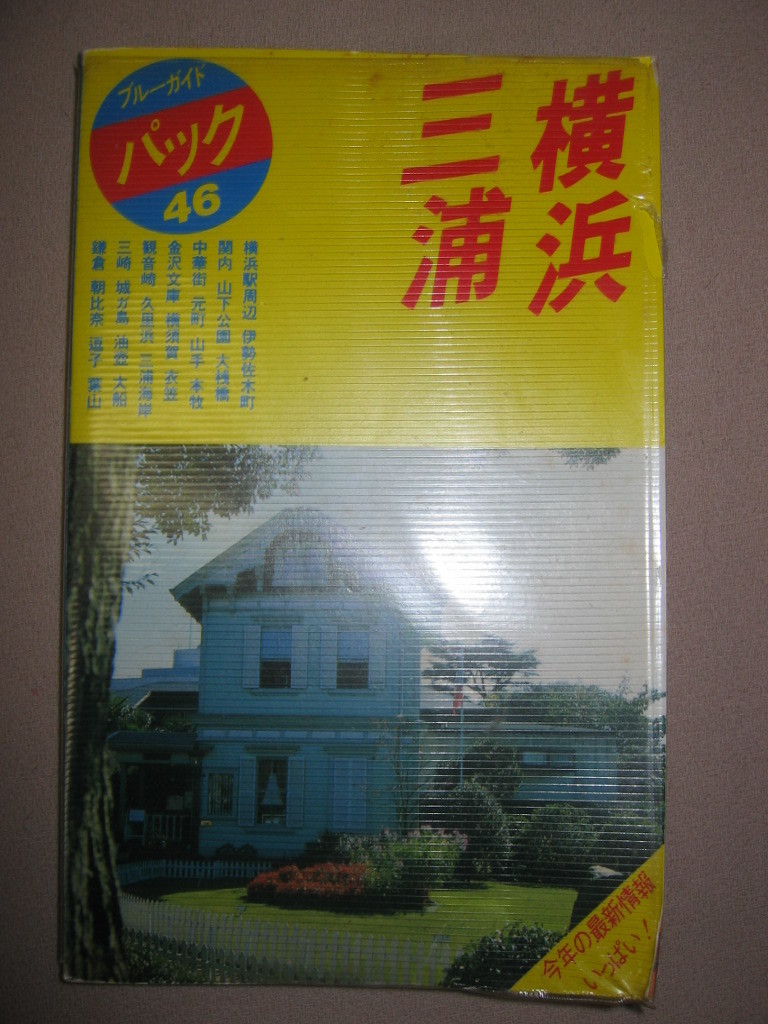 横浜
三浦
ブルーガイド
パック
46
横浜駅周辺 伊勢佐木町
関内 山下公園 大桟橋
中華街 元町 山手 本牧
金沢文庫 横須賀 衣笠
観音崎 久里浜 三浦海岸
三崎 城ガ島 油壺 大船
鎌倉 朝比奈 逗子 葉山
今年の最新情報
いっぱい!